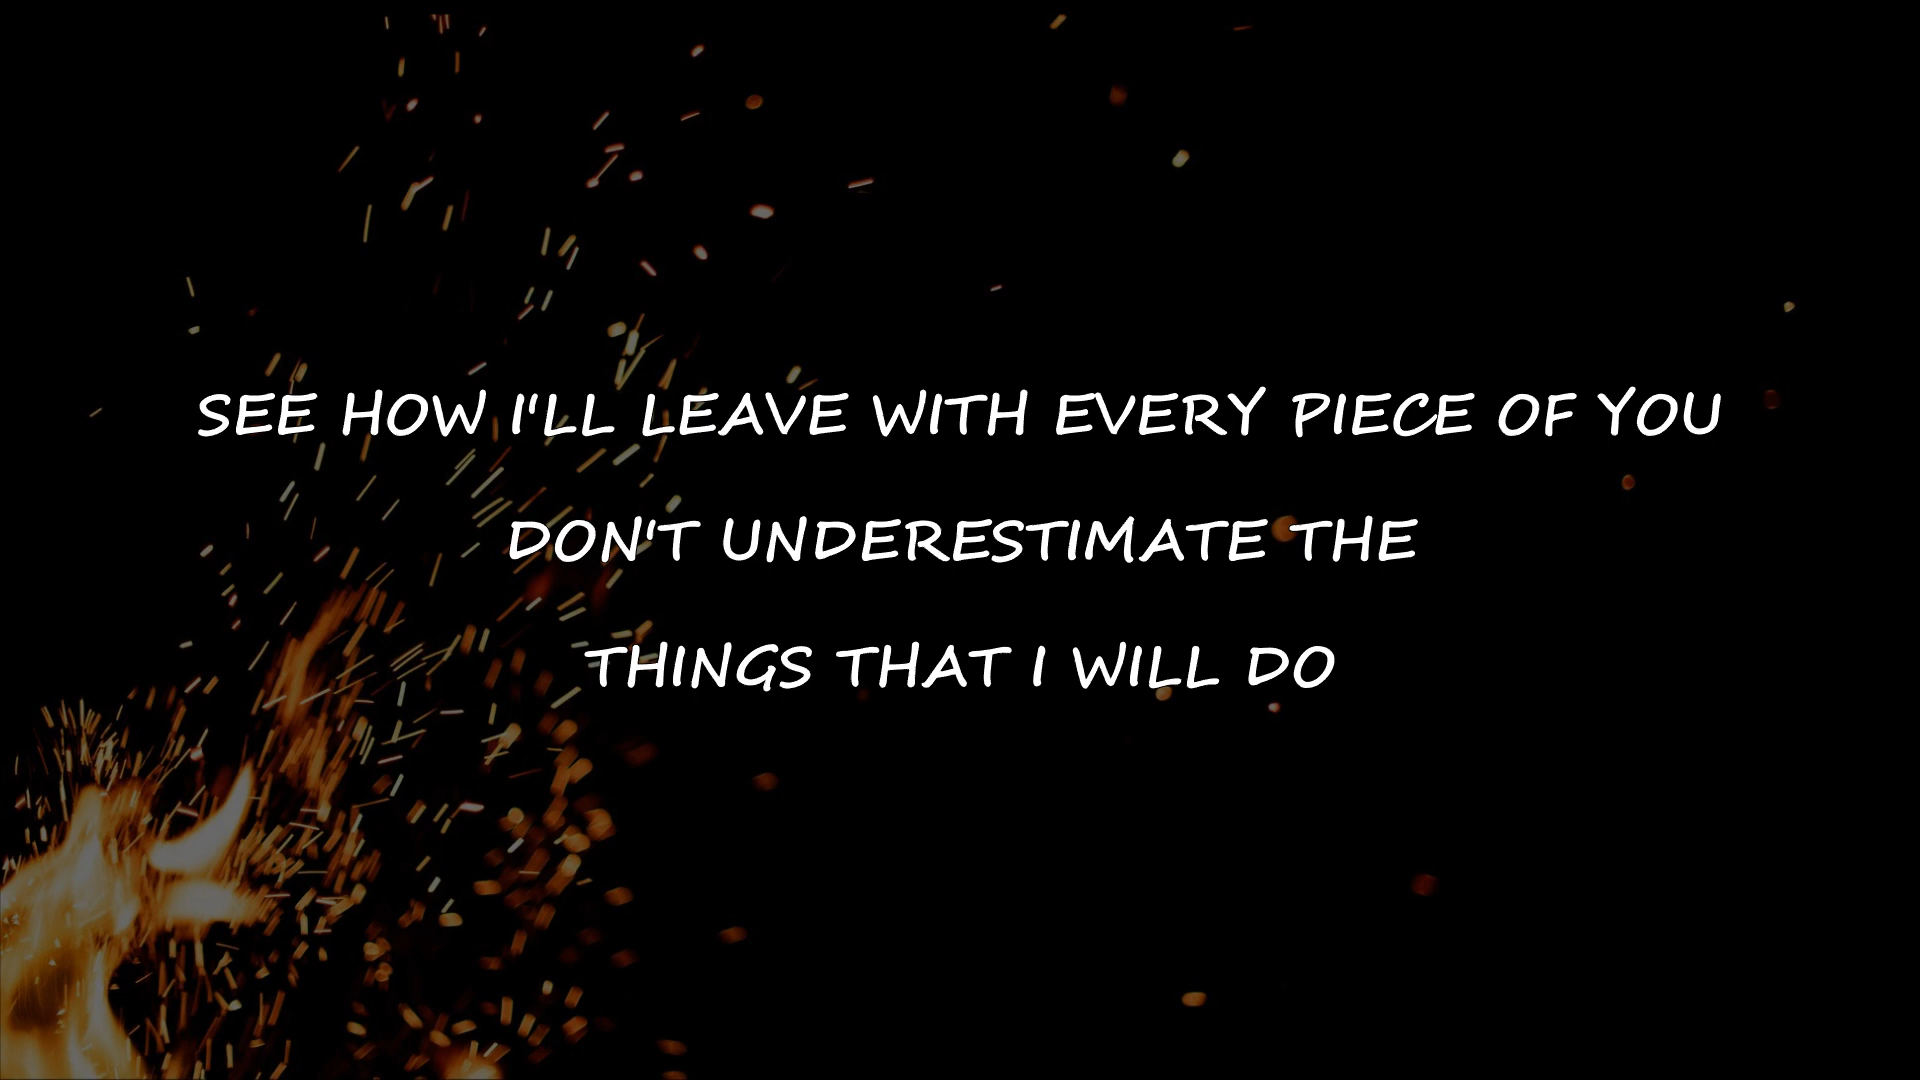 SEE HOW I'LL LEAVE WITH EVERY PIECE OF YOU
DON'T UNDERESTIMATE THE
THINGS THAT I WILL DO